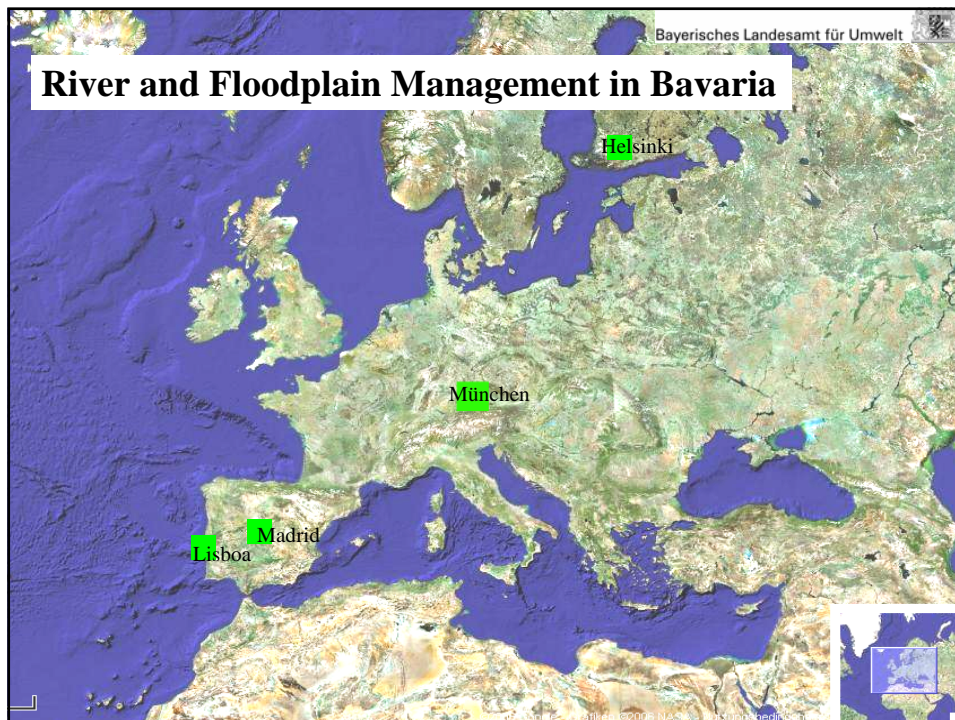 Bayerisches Landesamt für Umwelt
River and Floodplain Management in Bavaria
Helsinki
München
Madrid
Lisboa